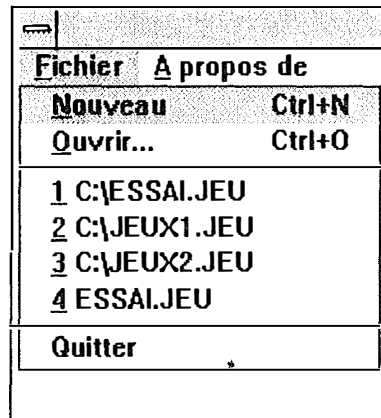 Fichier A propos de
Nouveau Ctrl+N
Ouvrir... Ctrl+O
1 C:\ESSAI.JEU
2 C:\JEUX1.JEU
3 C:\JEUX2.JEU
4 ESSAI.JEU
Quitter